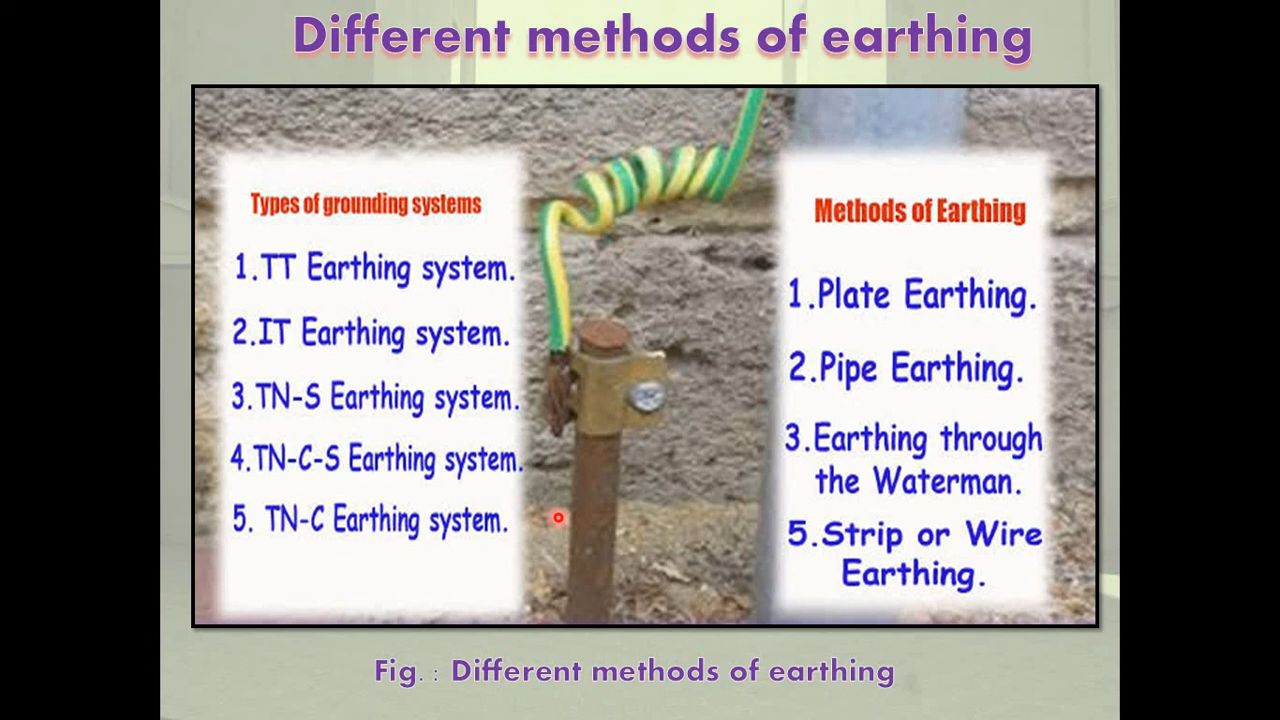 Different methods of earthing
Types of grounding systems
1.TT Earthing system.
2.IT Earthing system.
3.TN-S Earthing system.
4.TN-C-S Earthing system.
5. TN-C Earthing system.
Methods of Earthing
1.Plate Earthing.
2.Pipe Earthing.
3.Earthing through
the Waterman.
5.Strip or Wire
Earthing.
Fig. : Different methods of earthing